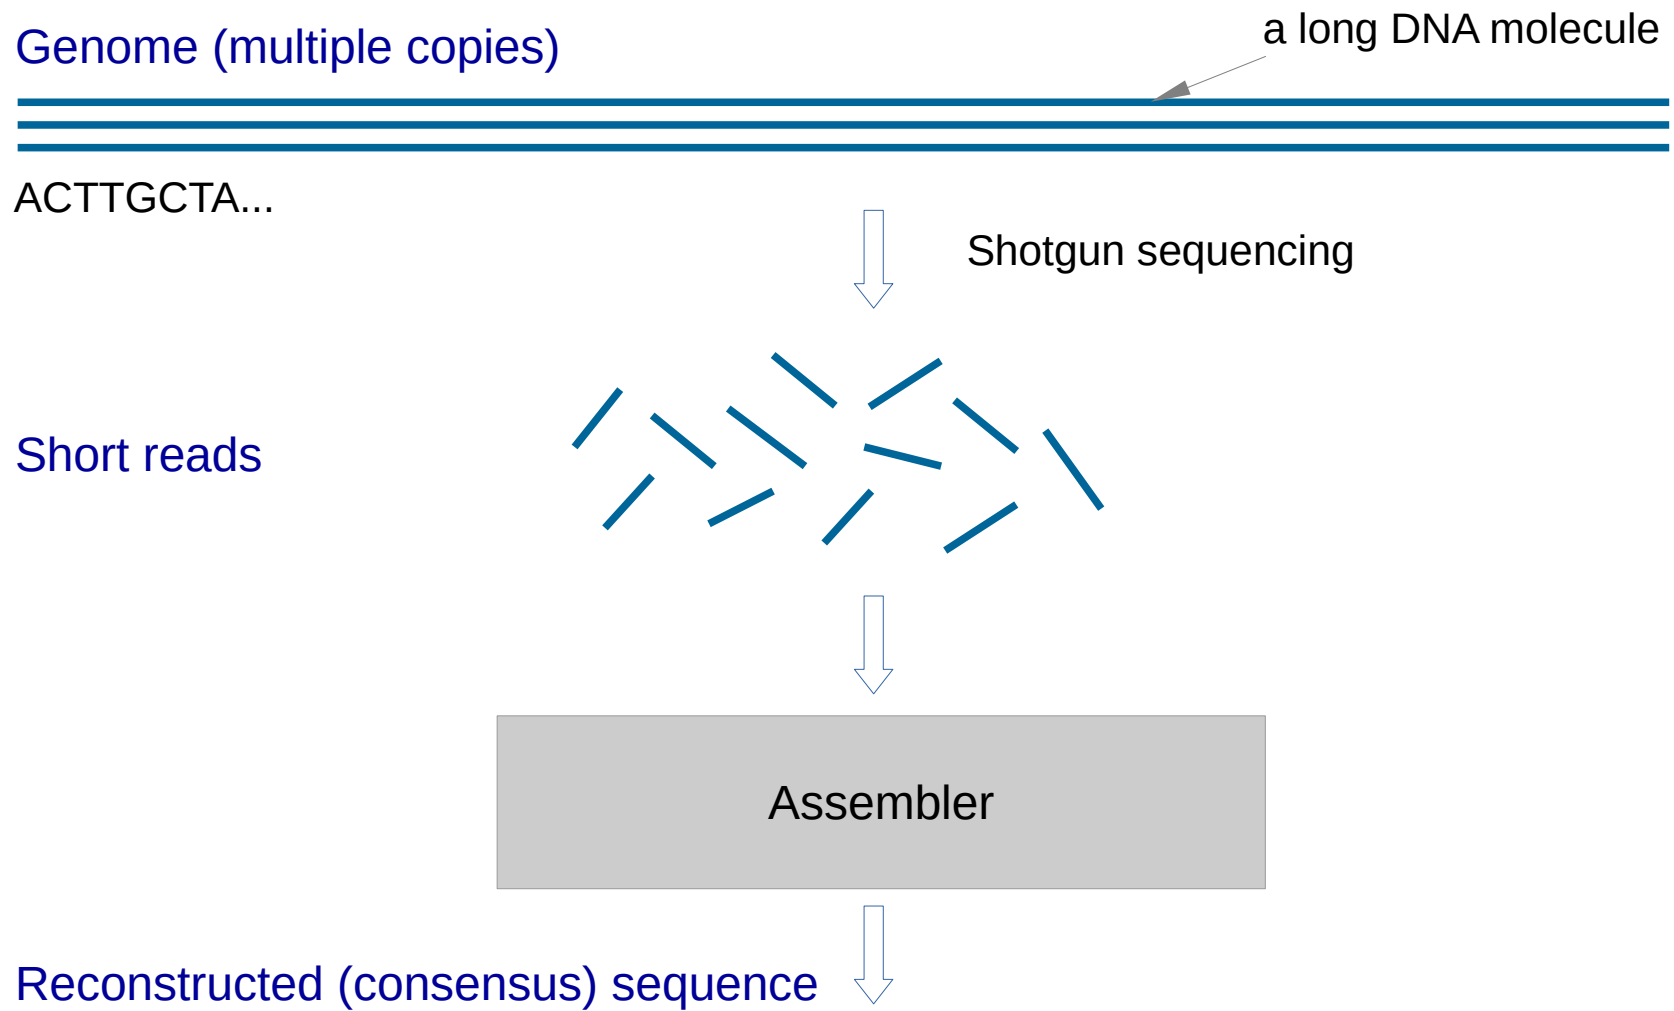 Genome (multiple copies)
a long DNA molecule
ACTTGCTA...
Shotgun sequencing
Short reads
Assembler
Reconstructed (consensus) sequence